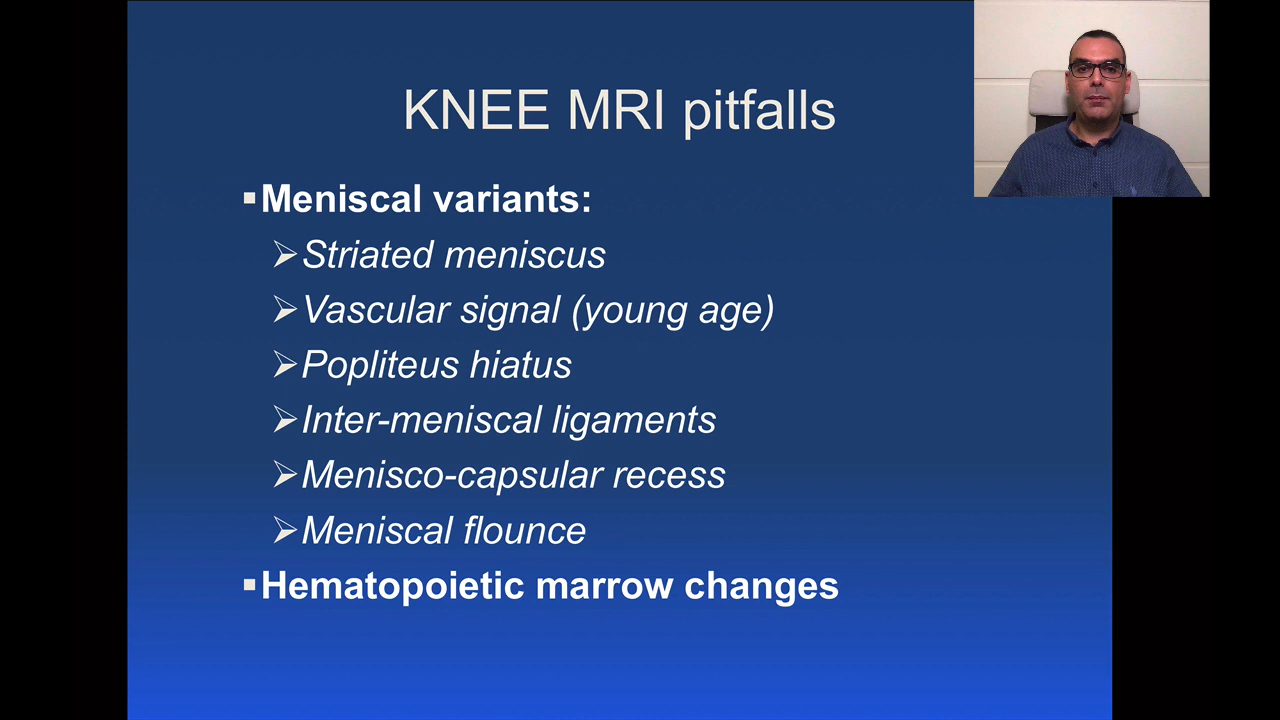 KNEE MRI pitfalls
▪Meniscal variants:
➢Striated meniscus
➢Vascular signal (young age)
➢Popliteus hiatus
➢Inter-meniscal ligaments
➢Menisco-capsular recess
➢Meniscal flounce
▪Hematopoietic marrow changes